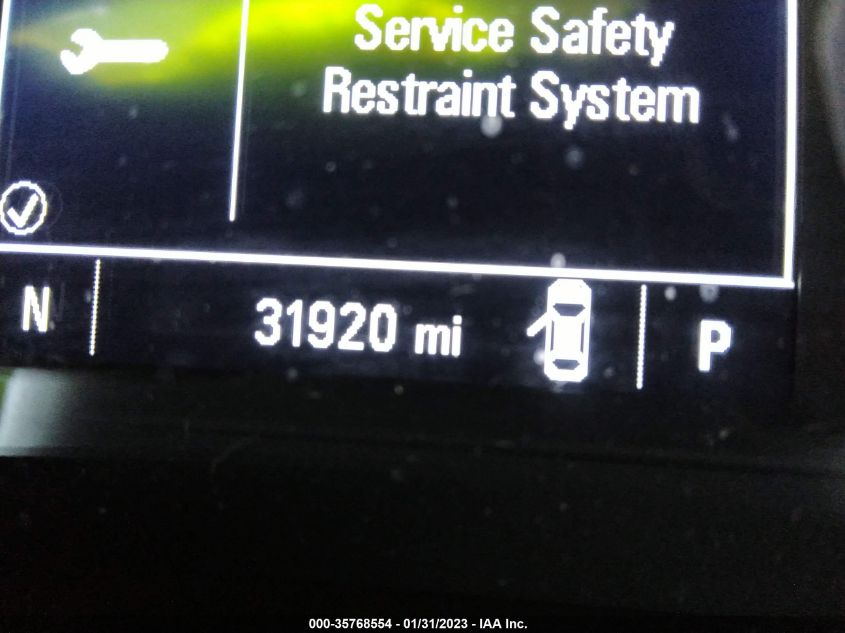 Service Safety
Restraint System
N
31920 mi
P
000-35768554 - 01/31/2023 - IAA Inc.